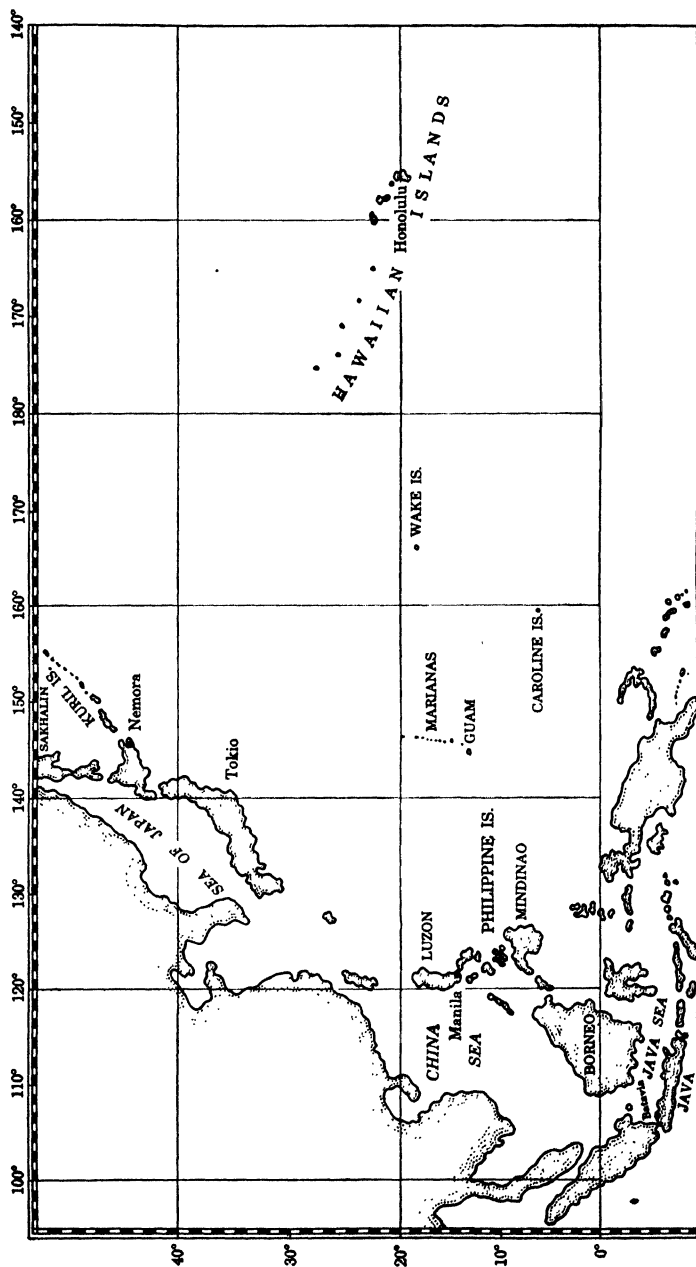 140°
150°
160°
170°
180°
170°
160°
150°
140°
130°
120°
110°
100°
40°
30°
20°
10°
0°
HAWAIIAN ISLANDS
Honolulu
WAKE IS.
SAKHALIN
KURIL IS.
Nemora
MARIANAS
GUAM
CAROLINE IS.
Tokio
SEA OF JAPAN
PHILIPPINE IS.
MINDINAO
LUZON
Manila
CHINA
SEA
BORNEO
JAVA SEA
Batavia
JAVA